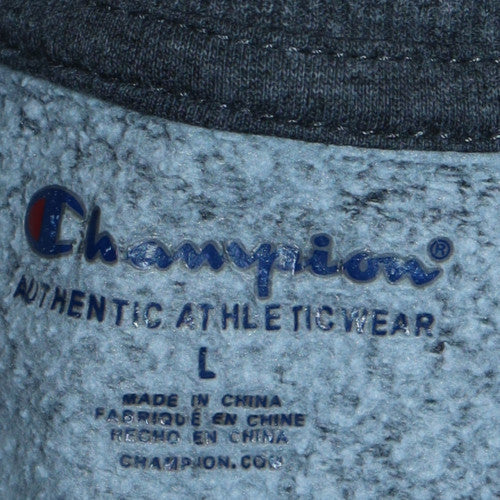 Champion®
AUTHENTIC ATHLETICWEAR
L
MADE IN CHINA
FABRIQUÉ EN CHINE
HECHO EN CHINA
CHAMPION.COM